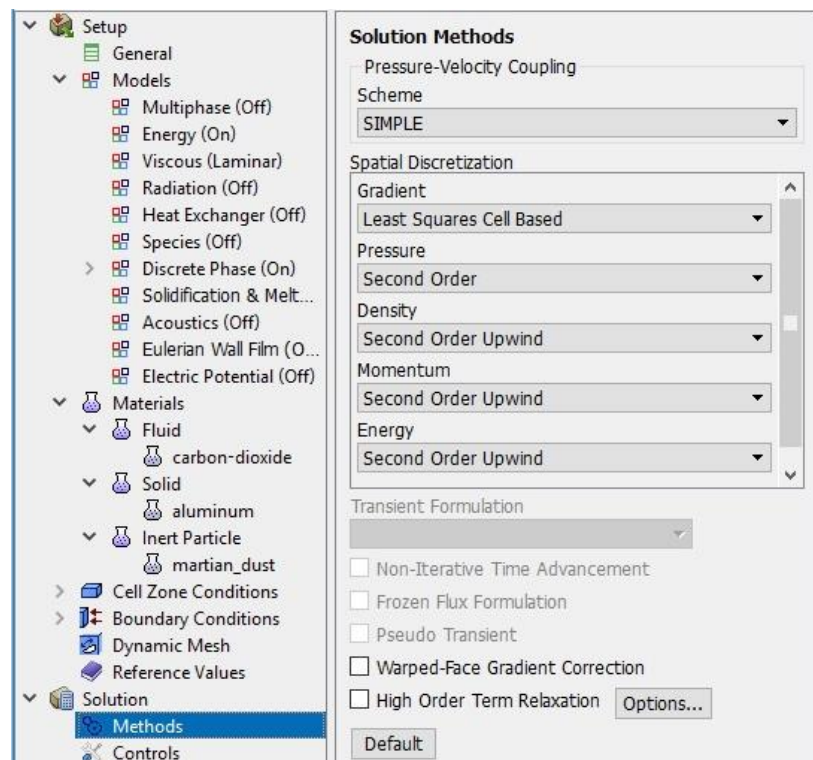 Setup
General
Models
Multiphase (Off)
Energy (On)
Viscous (Laminar)
Radiation (Off)
Heat Exchanger (Off)
Species (Off)
Discrete Phase (On)
Solidification & Melt...
Acoustics (Off)
Eulerian Wall Film (O...
Electric Potential (Off)
Materials
Fluid
carbon-dioxide
Solid
aluminum
Inert Particle
martian_dust
Cell Zone Conditions
Boundary Conditions
Dynamic Mesh
Reference Values
Solution
Methods
Controls
Solution Methods
Pressure-Velocity Coupling
Scheme
SIMPLE
Spatial Discretization
Gradient
Least Squares Cell Based
Pressure
Second Order
Density
Second Order Upwind
Momentum
Second Order Upwind
Energy
Second Order Upwind
Transient Formulation
Non-Iterative Time Advancement
Frozen Flux Formulation
Pseudo Transient
Warped-Face Gradient Correction
High Order Term Relaxation Options...
Default